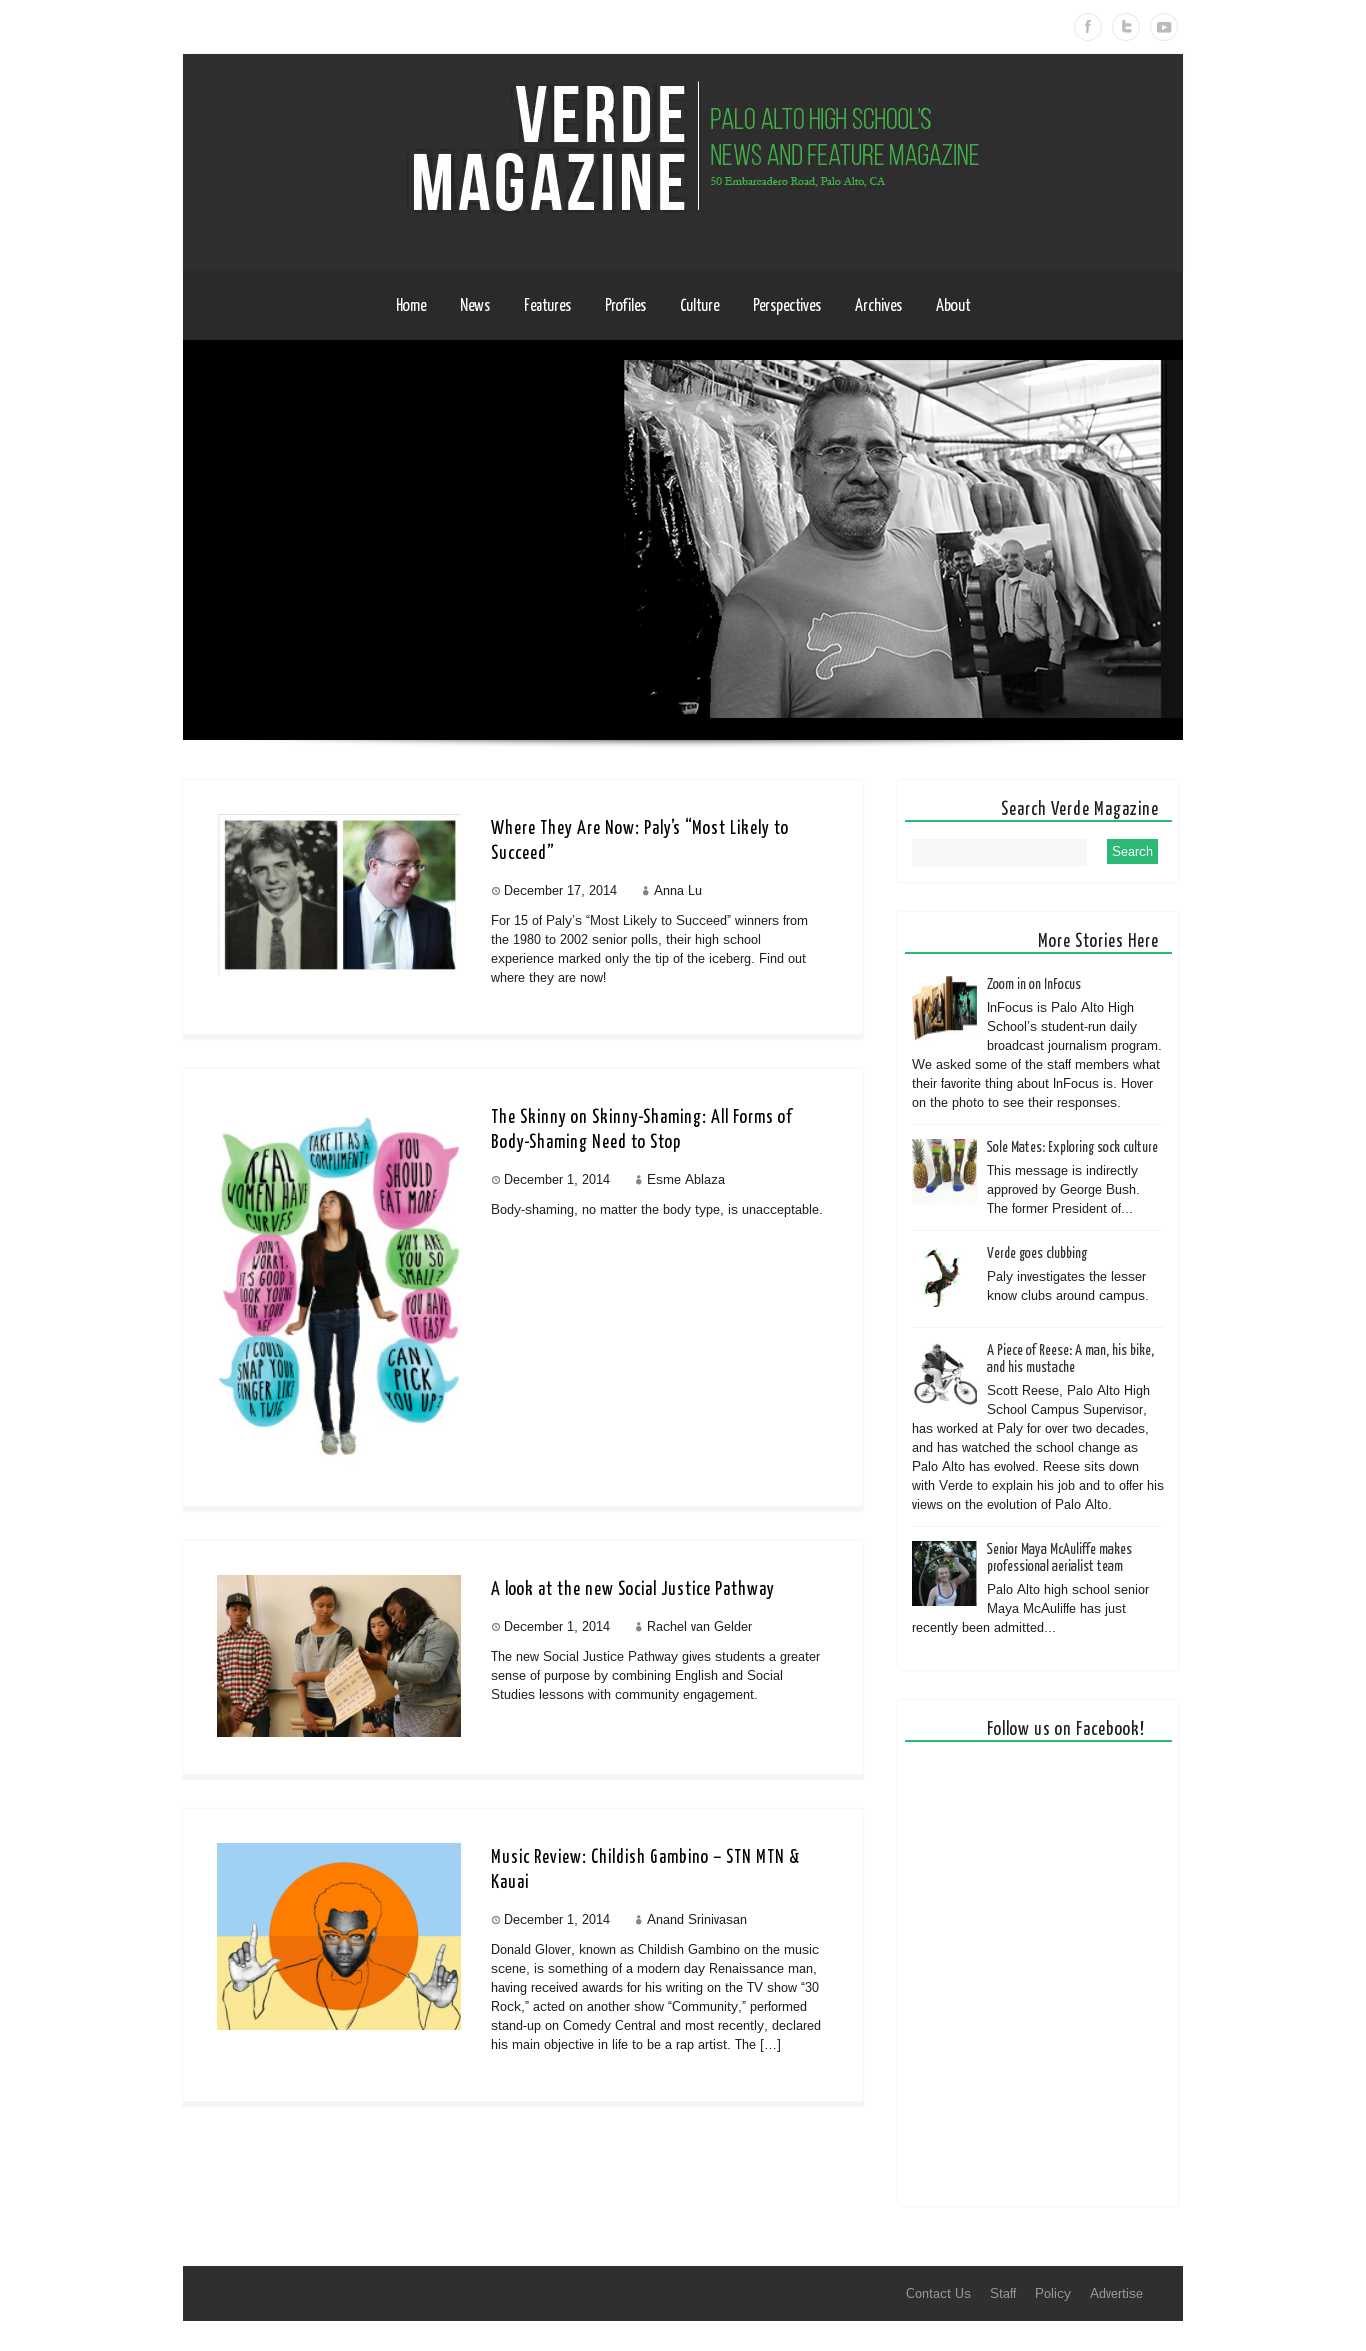 VERDE
MAGAZINE
PALO ALTO HIGH SCHOOL'S
NEWS AND FEATURE MAGAZINE
50 Embarcadero Road, Palo Alto, CA
Home News Features Profiles Culture Perspectives Archives About
Where They Are Now: Paly’s “Most Likely to
Succeed”
December 17, 2014 Anna Lu
For 15 of Paly’s “Most Likely to Succeed” winners from
the 1980 to 2002 senior polls, their high school
experience marked only the tip of the iceberg. Find out
where they are now!
REAL
WOMEN HAVE
CURVES
TAKE IT AS A
COMPLIMENT!
YOU
SHOULD
EAT MORE
DON'T
WORRY.
IT'S GOOD TO
LOOK YOUNG
FOR YOUR
AGE
WHY ARE
YOU SO
SMALL?
YOU HAVE
IT EASY
I COULD
SNAP YOUR
FINGER LIKE
A TWIG
CAN I
PICK
YOU UP?
The Skinny on Skinny-Shaming: All Forms of
Body-Shaming Need to Stop
December 1, 2014 Esme Ablaza
Body-shaming, no matter the body type, is unacceptable.
A look at the new Social Justice Pathway
December 1, 2014 Rachel van Gelder
The new Social Justice Pathway gives students a greater
sense of purpose by combining English and Social
Studies lessons with community engagement.
Music Review: Childish Gambino – STN MTN &
Kauai
December 1, 2014 Anand Srinivasan
Donald Glover, known as Childish Gambino on the music
scene, is something of a modern day Renaissance man,
having received awards for his writing on the TV show “30
Rock,” acted on another show “Community,” performed
stand-up on Comedy Central and most recently, declared
his main objective in life to be a rap artist. The […]
Search Verde Magazine
Search
More Stories Here
Zoom in on InFocus
InFocus is Palo Alto High
School’s student-run daily
broadcast journalism program.
We asked some of the staff members what
their favorite thing about InFocus is. Hover
on the photo to see their responses.
Sole Mates: Exploring sock culture
This message is indirectly
approved by George Bush.
The former President of...
Verde goes clubbing
Paly investigates the lesser
know clubs around campus.
A Piece of Reese: A man, his bike,
and his mustache
Scott Reese, Palo Alto High
School Campus Supervisor,
has worked at Paly for over two decades,
and has watched the school change as
Palo Alto has evolved. Reese sits down
with Verde to explain his job and to offer his
views on the evolution of Palo Alto.
Senior Maya McAuliffe makes
professional aerialist team
Palo Alto high school senior
Maya McAuliffe has just
recently been admitted...
Follow us on Facebook!
Contact Us Staff Policy Advertise